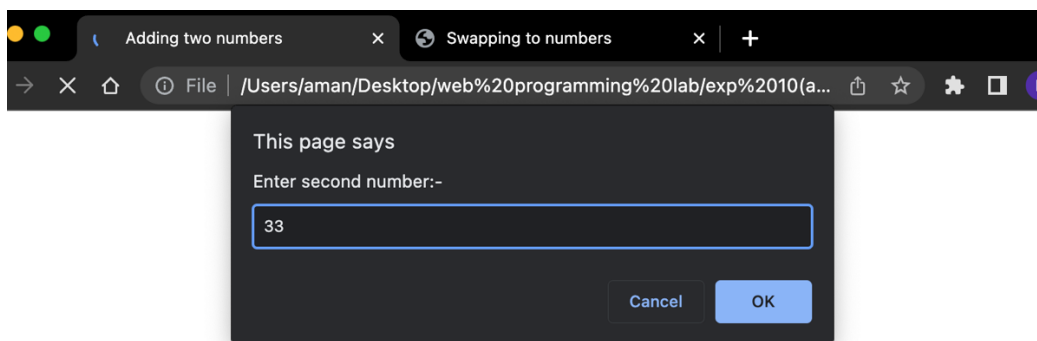 Adding two numbers
Swapping to numbers
File
/Users/aman/Desktop/web%20programming%20lab/exp%2010(a...
This page says
Enter second number:-
33
Cancel
OK